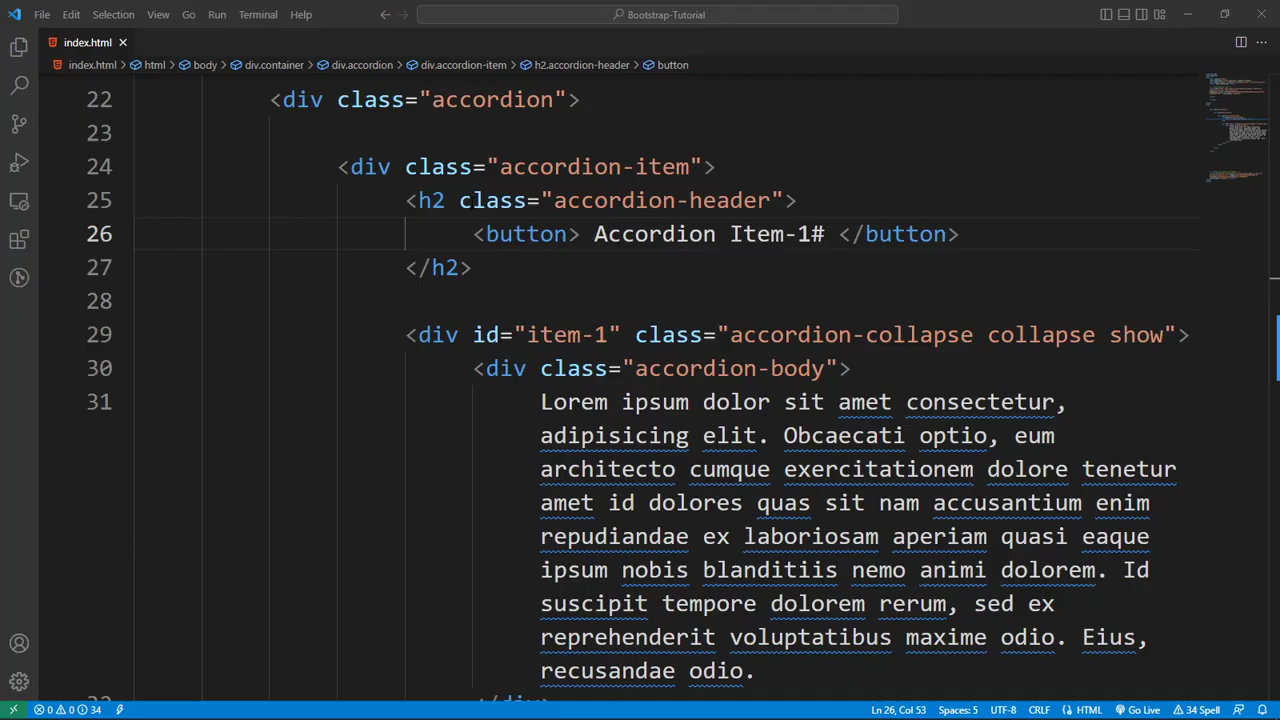 File Edit Selection View Go Run Terminal Help
Bootstrap-Tutorial
index.html
index.html > html > body > div.container > div.accordion > div.accordion-item > h2.accordion-header > button
22 <div class="accordion">
23
24 <div class="accordion-item">
25 <h2 class="accordion-header">
26 <button> Accordion Item-1# </button>
27 </h2>
28
29 <div id="item-1" class="accordion-collapse collapse show">
30 <div class="accordion-body">
31 Lorem ipsum dolor sit amet consectetur,
adipisicing elit. Obcaecati optio, eum
architecto cumque exercitationem dolore tenetur
amet id dolores quas sit nam accusantium enim
repudiandae ex laboriosam aperiam quasi eaque
ipsum nobis blanditiis nemo animi dolorem. Id
suscipit tempore dolorem rerum, sed ex
reprehenderit voluptatibus maxime odio. Eius,
recusandae odio.
32 </div>
0 0 34 Ln 26, Col 53 Spaces: 5 UTF-8 CRLF HTML Go Live 34 Spell